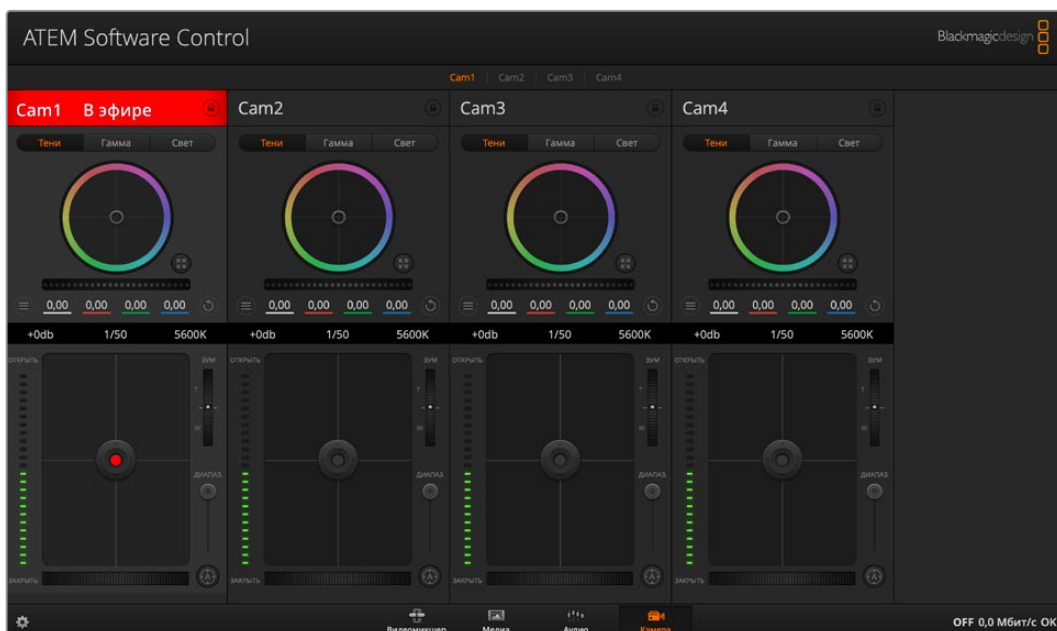 ATEM Software Control
Blackmagicdesign
Cam1 Cam2 Cam3 Cam4
Cam1 В эфире Cam2 Cam3 Cam4
Тени Гамма Свет Тени Гамма Свет Тени Гамма Свет Тени Гамма Свет
0,00 0,00 0,00 0,00 0,00 0,00 0,00 0,00 0,00 0,00 0,00 0,00 0,00 0,00 0,00 0,00
+0db 1/50 5600K +0db 1/50 5600K +0db 1/50 5600K +0db 1/50 5600K
ОТКРЫТЬ ЗУМ ОТКРЫТЬ ЗУМ ОТКРЫТЬ ЗУМ ОТКРЫТЬ ЗУМ
T T T T
W W W W
ДИАПАЗ. ДИАПАЗ. ДИАПАЗ. ДИАПАЗ.
ЗАКРЫТЬ A ЗАКРЫТЬ A ЗАКРЫТЬ A ЗАКРЫТЬ A
Видеомикшер Медиа Аудио Камера OFF 0,0 Мбит/с OK